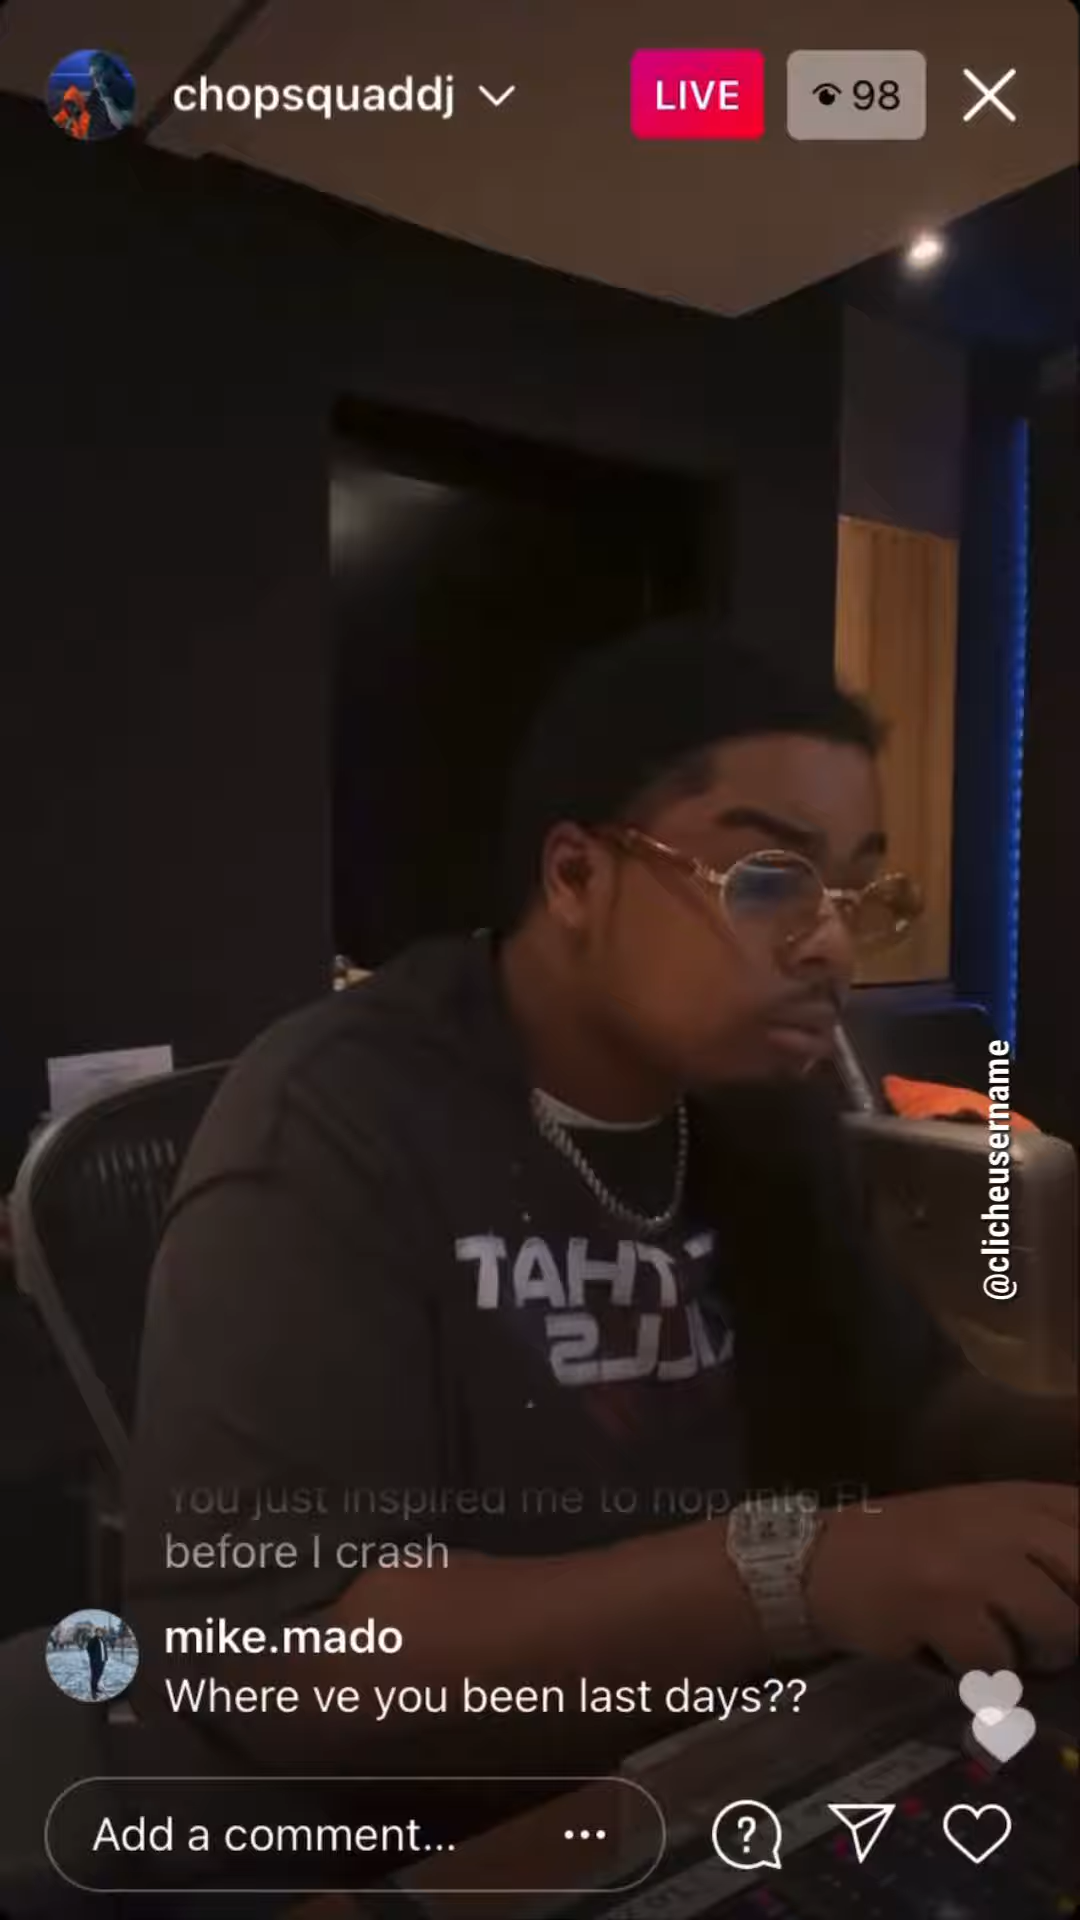 chopsquaddj
LIVE
98
@clicheusername
THAT
You just inspired me to hop into FL
before I crash
mike.mado
Where ve you been last days??
Add a comment...